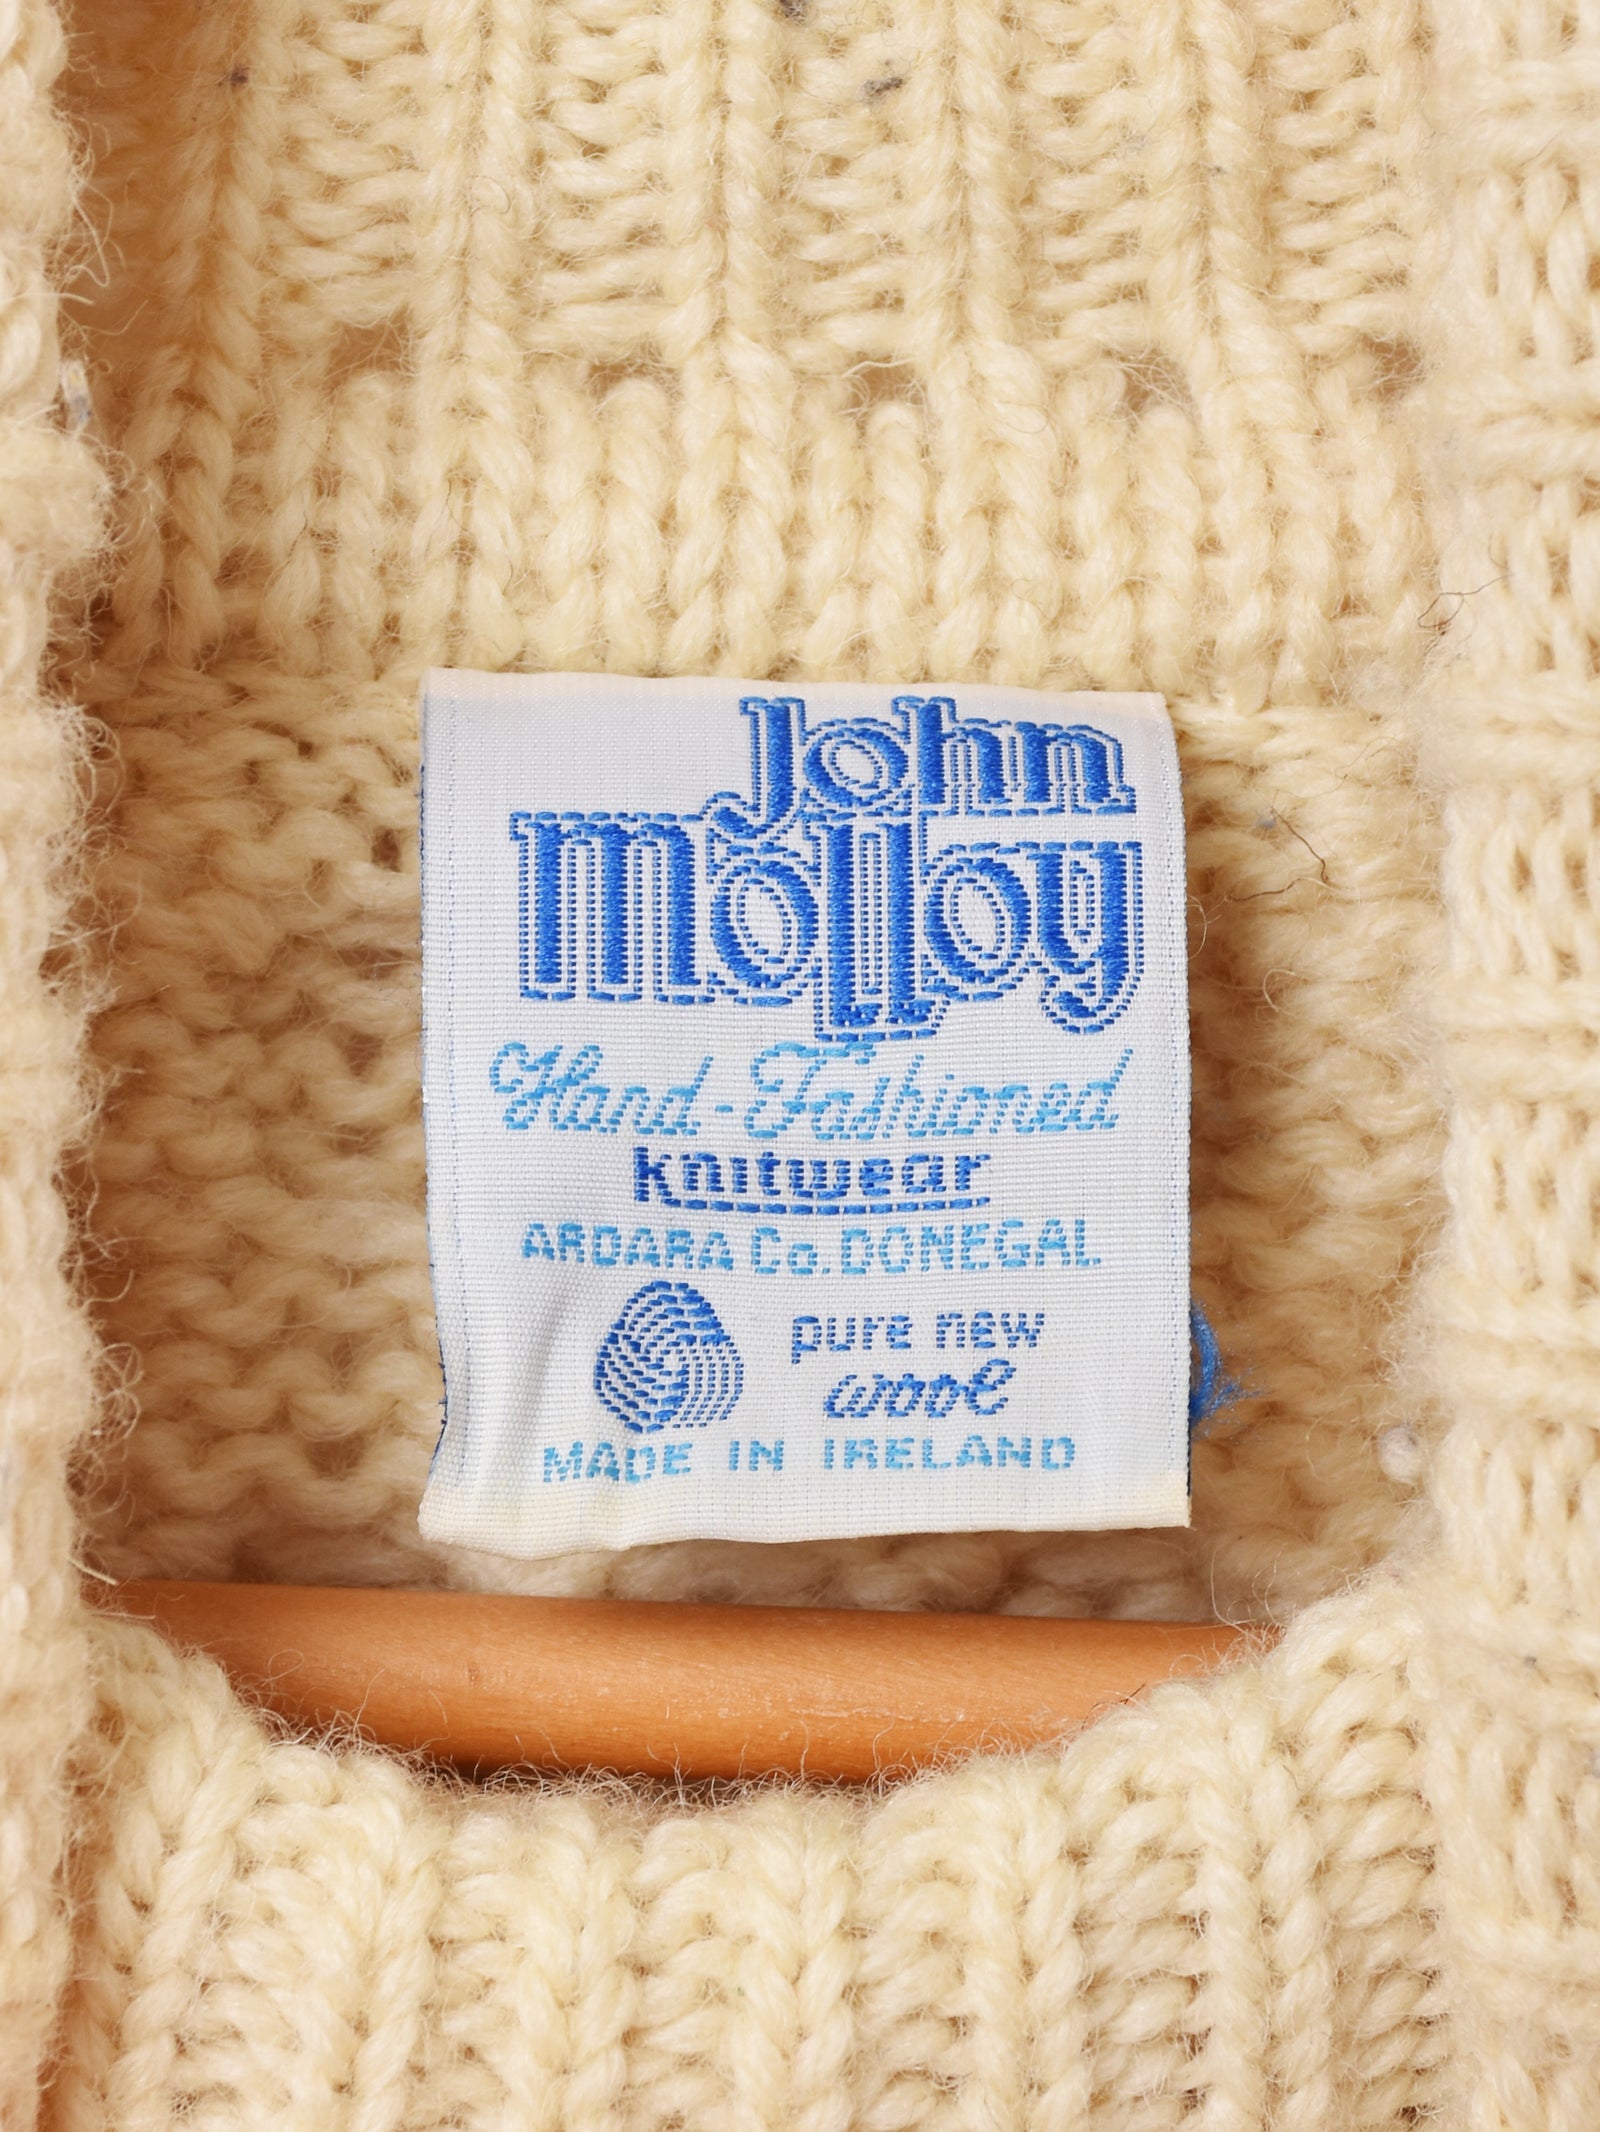 John
Molloy
Hand-Fashioned
knitwear
ARDARA Co. DONEGAL
pure new
wool
MADE IN IRELAND